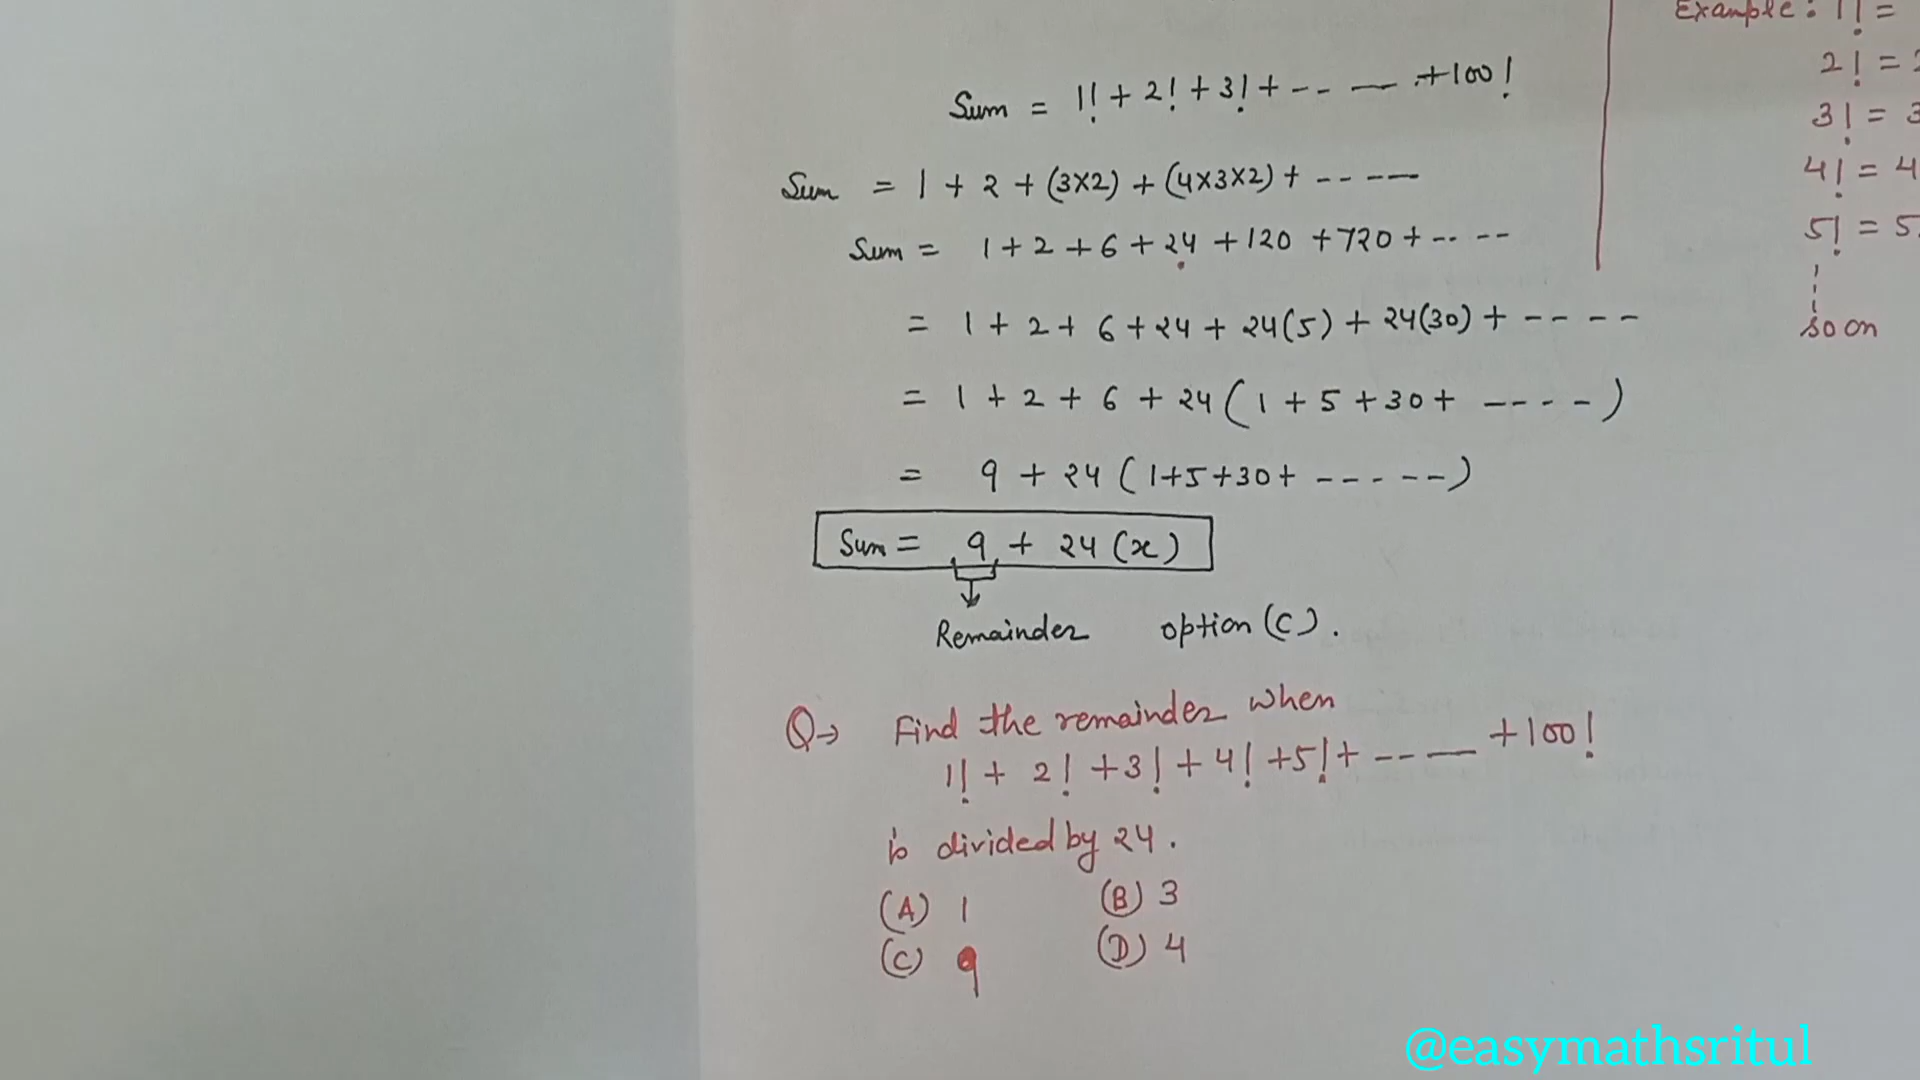 Example: 1! =
2! = 2
3! = 3
4! = 4
5! = 5.
so on
Sum = 1! + 2! + 3! + -- — +100!
Sum = 1 + 2 + (3×2) + (4×3×2) + -- ——
Sum = 1 + 2 + 6 + 24 + 120 + 720 + -- --
= 1 + 2 + 6 + 24 + 24(5) + 24(30) + ----
= 1 + 2 + 6 + 24 (1 + 5 + 30 + ----)
= 9 + 24 (1+5+30+ -----)
Sum = 9 + 24 (x)
↓
Remainder option (C).
Q→ Find the remainder when
1! + 2! + 3! + 4! + 5! + -- — +100!
is divided by 24.
(A) 1 (B) 3
(C) 9 (D) 4
@easymathsritul